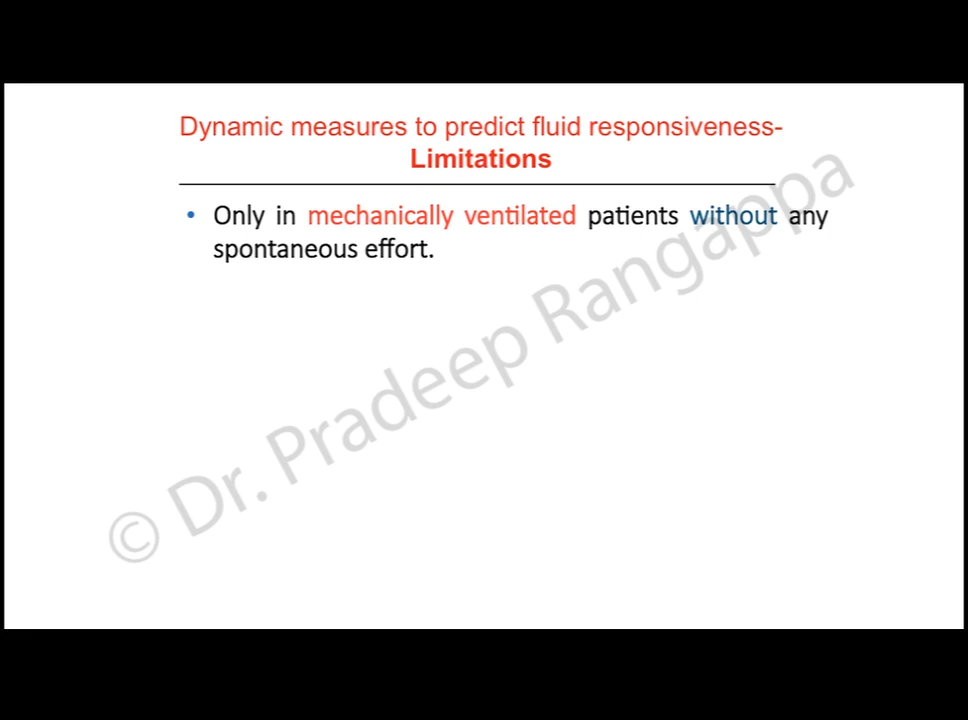 Dynamic measures to predict fluid responsiveness-
Limitations
• Only in mechanically ventilated patients without any
spontaneous effort.
© Dr. Pradeep Rangappa